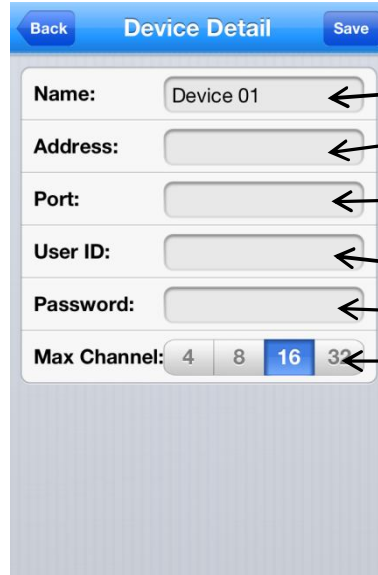 Back Device Detail Save
Name: Device 01
Address:
Port:
User ID:
Password:
Max Channel: 4 8 16 32